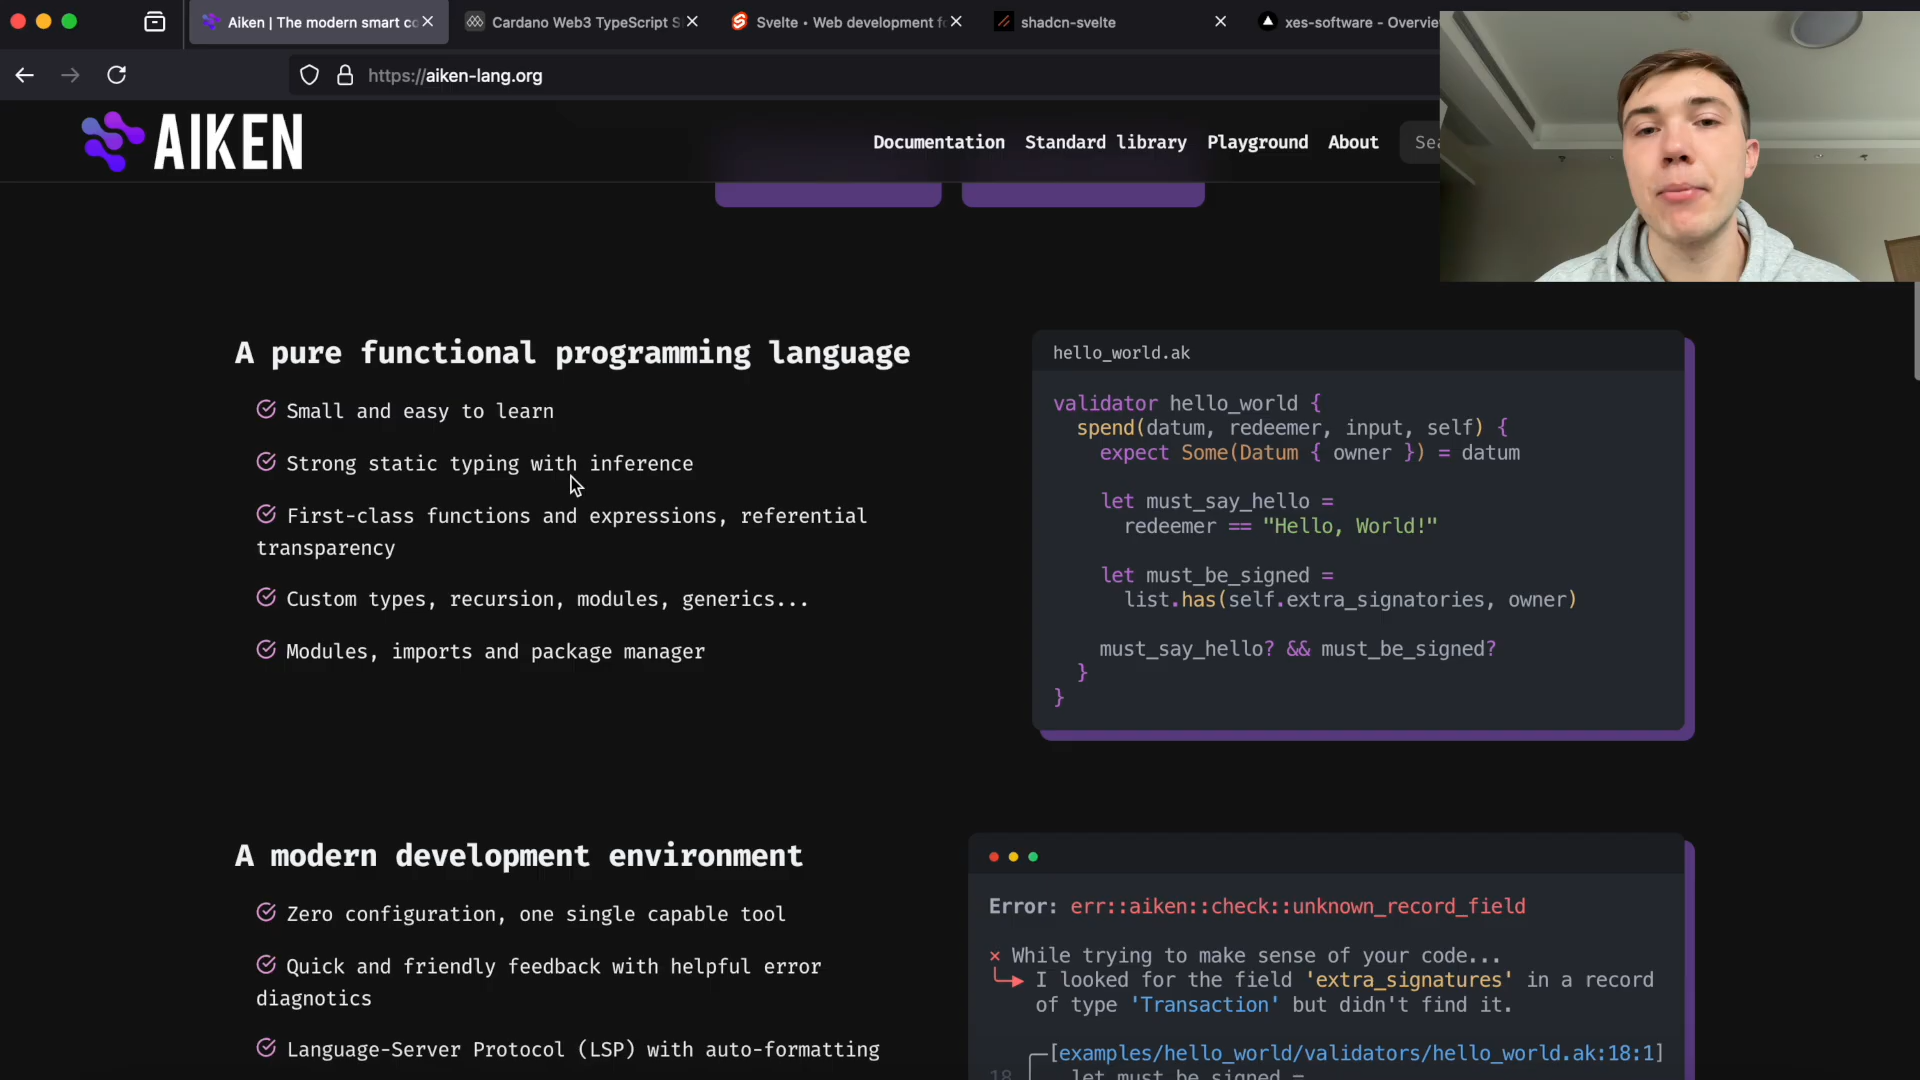 Aiken | The modern smart co
Cardano Web3 TypeScript S
Svelte • Web development f
shadcn-svelte
xes-software - Overvie
https://aiken-lang.org
AIKEN
Documentation
Standard library
Playground
About
Sea
A pure functional programming language
Small and easy to learn
Strong static typing with inference
First-class functions and expressions, referential
transparency
Custom types, recursion, modules, generics...
Modules, imports and package manager
hello_world.ak
validator hello_world {
spend(datum, redeemer, input, self) {
expect Some(Datum { owner }) = datum
let must_say_hello =
redeemer == "Hello, World!"
let must_be_signed =
list.has(self.extra_signatories, owner)
must_say_hello? && must_be_signed?
}
}
A modern development environment
Zero configuration, one single capable tool
Quick and friendly feedback with helpful error
diagnotics
Language-Server Protocol (LSP) with auto-formatting
Error: err::aiken::check::unknown_record_field
× While trying to make sense of your code...
I looked for the field 'extra_signatures' in a record
of type 'Transaction' but didn't find it.
[examples/hello_world/validators/hello_world.ak:18:1]
18 let must_be_signed =